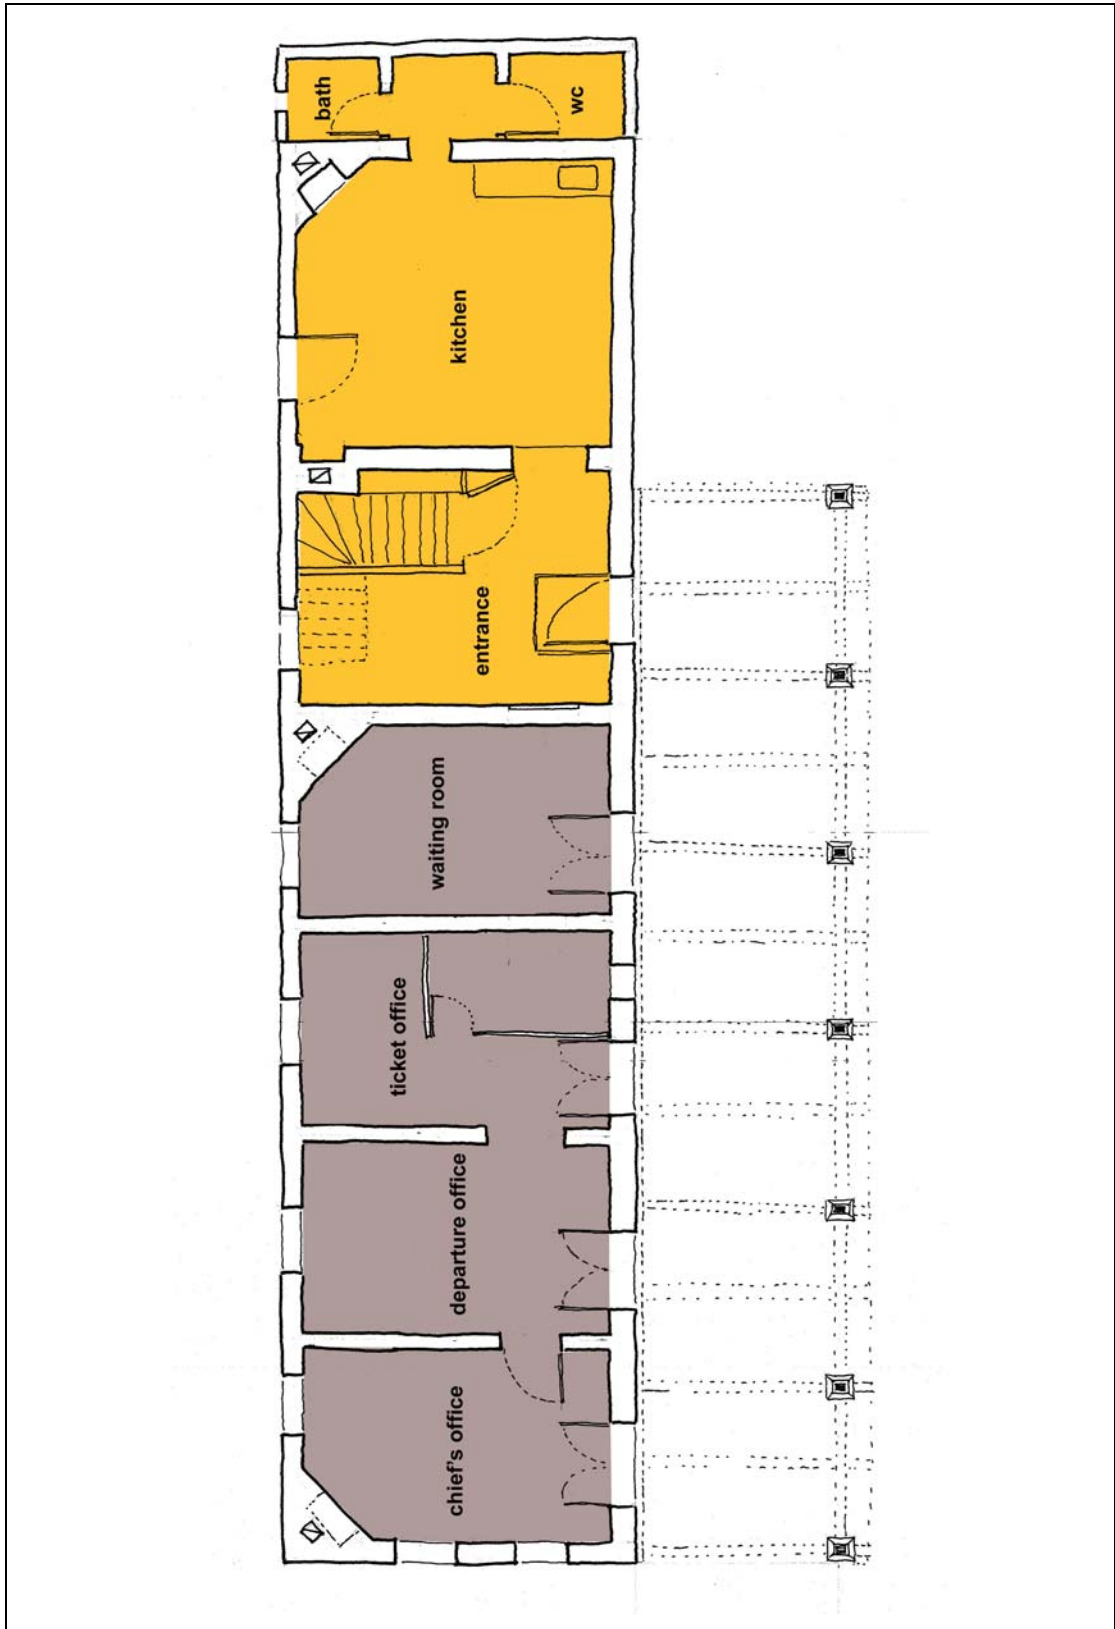 bath
wc
kitchen
entrance
waiting room
ticket office
departure office
chief's office